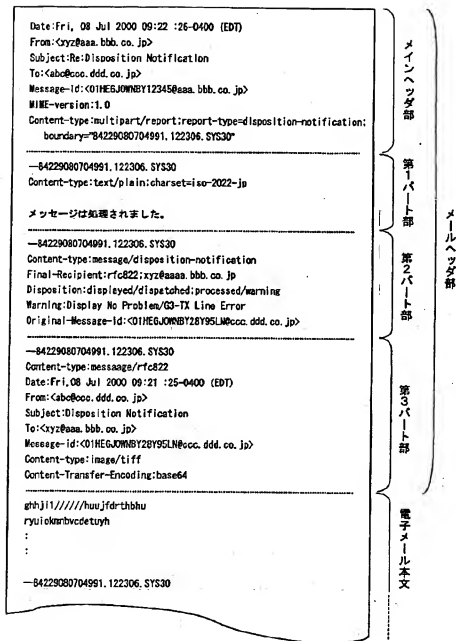 Date:Fri, 08 Jul 2000 09:22 :26-0400 (EDT)
From:<xyz@aaa.bbb.co.jp>
Subject:Re:Disposition Notification
To:<abc@ccc.ddd.co.jp>
Message-id:<01HEGJOWNBY12345@aaa.bbb.co.jp>
MIME-version:1.0
Content-type:multipart/report;report-type=disposition-notification;
boundary="84229080704991.122306.SYS30"
メインヘッダ部
—84229080704991.122306.SYS30
Content-type:text/plain;charset=iso-2022-jp
メッセージは処理されました。
第1パート部
—84229080704991.122306.SYS30
Content-type:message/disposition-notification
Final-Recipient:rfc822;xyz@aaaa.bbb.co.jp
Disposition:displayed/dispatched;processed/warning
Warning:Display No Problem/G3-TX Line Error
Original-Message-id:<01HEGJOWNBY28Y95LN@ccc.ddd.co.jp>
第2パート部
—84229080704991.122306.SYS30
Content-type:messaage/rfc822
Date:Fri,08 Jul 2000 09:21 :25-0400 (EDT)
From:<abc@ccc.ddd.co.jp>
Subject:Disposition Notification
To:<xyz@aaa.bbb.co.jp>
Message-id:<01HEGJOWNBY28Y95LN@ccc.ddd.co.jp>
Content-type:image/tiff
Content-Transfer-Encoding:base64
第3パート部
メールヘッダ部
ghhjil//////huujfdrthbhu
ryuiokmnbvcdetuyh
:
:
—84229080704991.122306.SYS30
電子メール本文